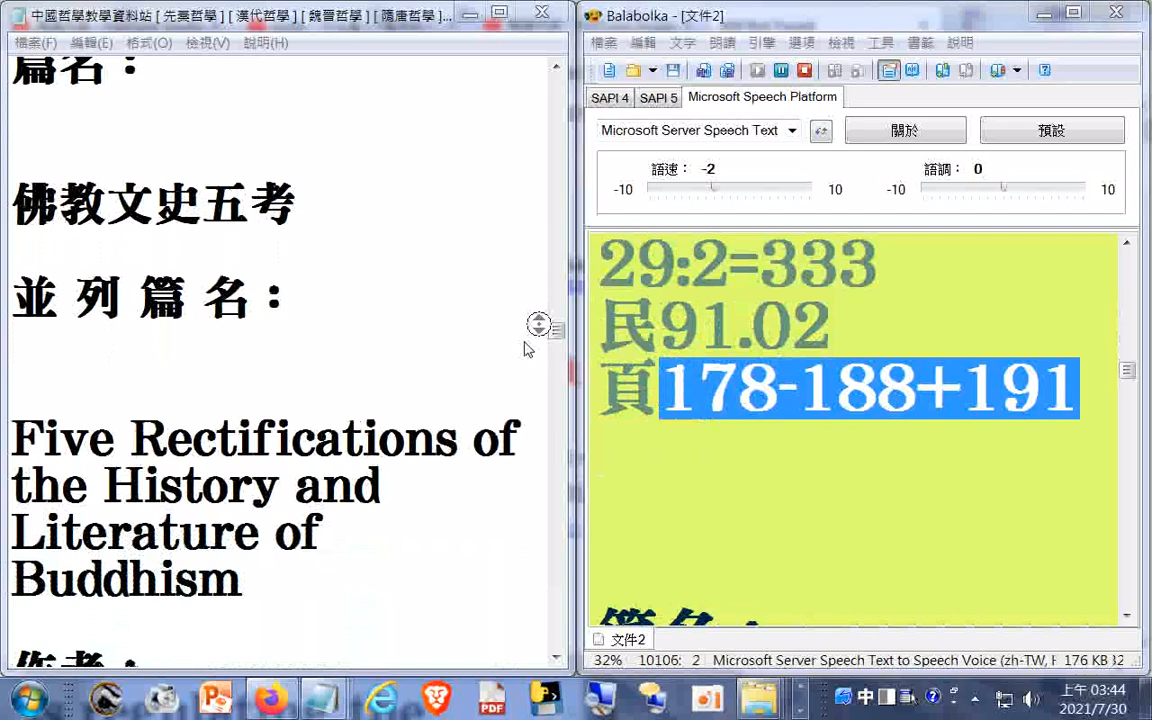 中國哲學教學資料站 [ 先秦哲學 ] [ 漢代哲學 ] [ 魏晉哲學 ] [ 隋唐哲學 ]...
檔案(F) 編輯(E) 格式(O) 檢視(V) 說明(H)
篇名：
佛教文史五考
並 列 篇 名：
Five Rectifications of
the History and
Literature of
Buddhism
作者：
Balabolka - [文件2]
檔案 編輯 文字 朗讀 引擎 選項 檢視 工具 書籤 說明
SAPI 4 SAPI 5 Microsoft Speech Platform
Microsoft Server Speech Text 關於 預設
語速： -2 語調： 0
-10 10 -10 10
29:2=333
民91.02
頁178-188+191
篇名：
文件2
32% 10106: 2 Microsoft Server Speech Text to Speech Voice (zh-TW, 176 KB
中
上午 03:44
2021/7/30